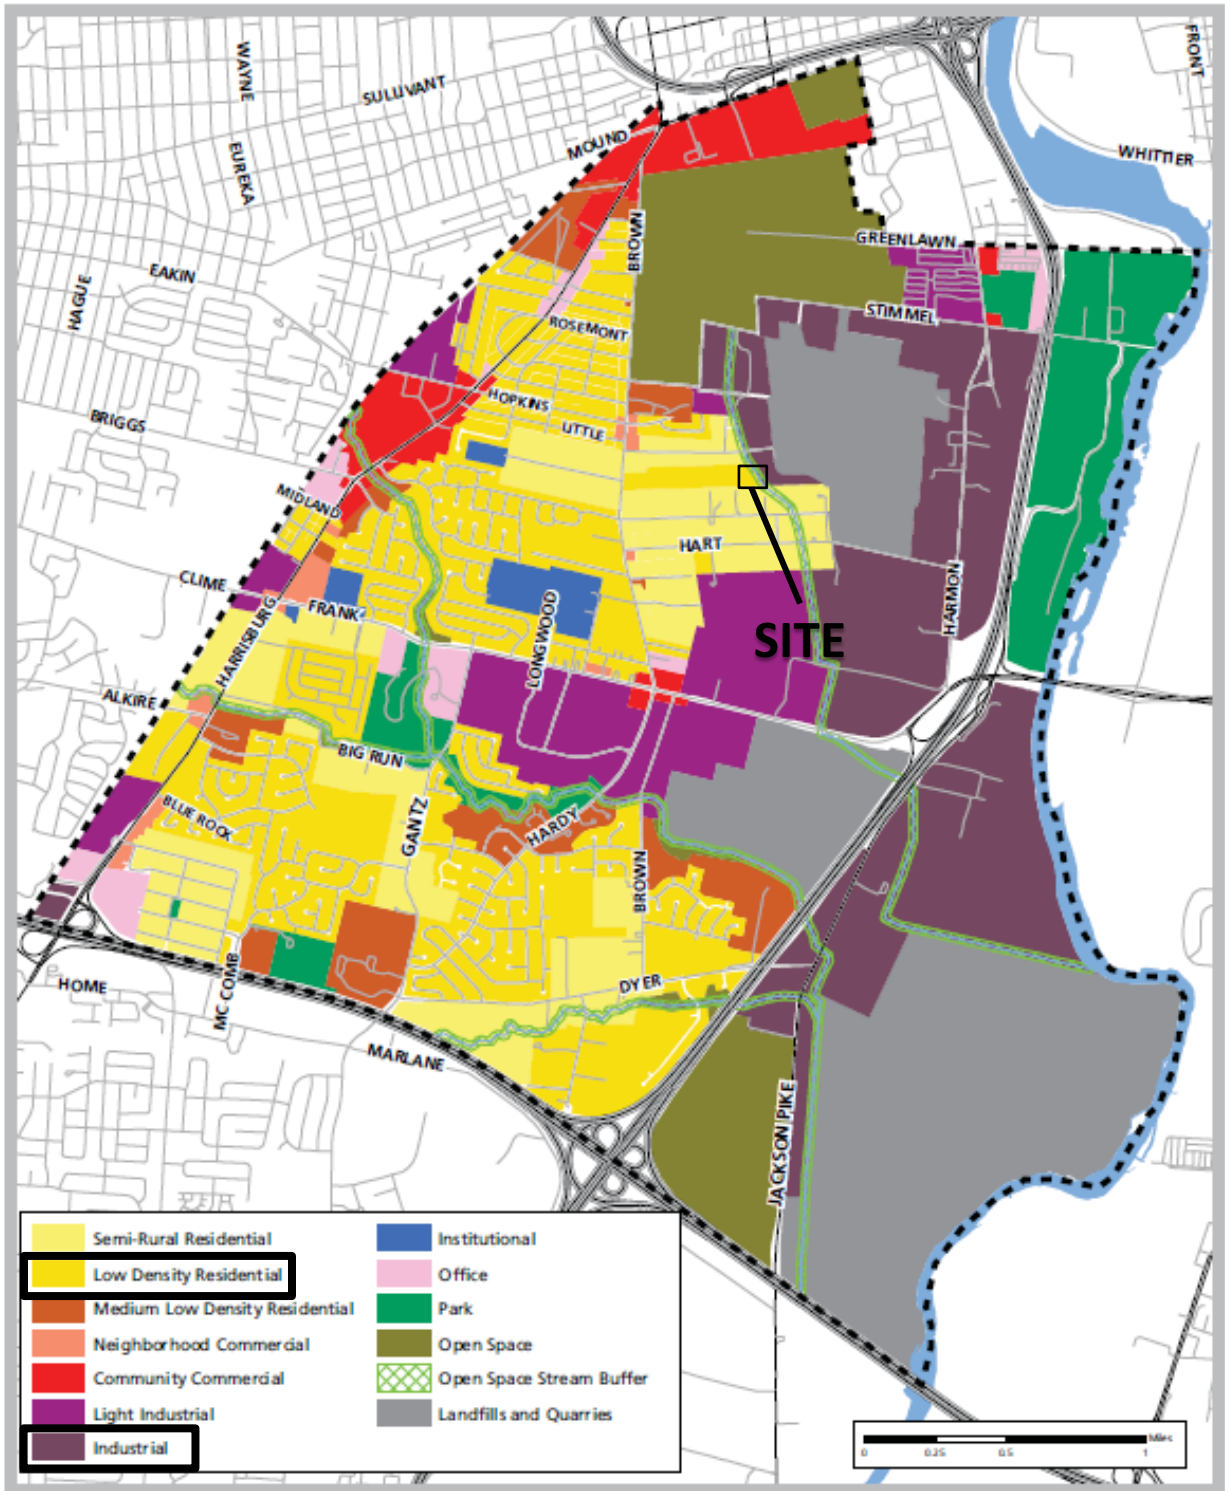 FRONT
WAYNE
SULLIVANT
MOUND
WHITTIER
EUREKA
BROWN
GREENLAWN
EAKIN
HAGUE
ROSEMONT
STIMMEL
HOPKINS
BRIGGS
LITTLE
MIDLAND
HART
CLIME
FRANK
LONGWOOD
HARMON
SITE
HARRISBURG
ALKIRE
BIG RUN
BLUE ROCK
GANTZ
HARDY
BROWN
HOME
MC COMB
DYER
MARLANE
JACKSON PIKE
Semi-Rural Residential
Low Density Residential
Medium Low Density Residential
Neighborhood Commercial
Community Commercial
Light Industrial
Industrial
Institutional
Office
Park
Open Space
Open Space Stream Buffer
Landfills and Quarries
Miles
0 0.25 0.5 1